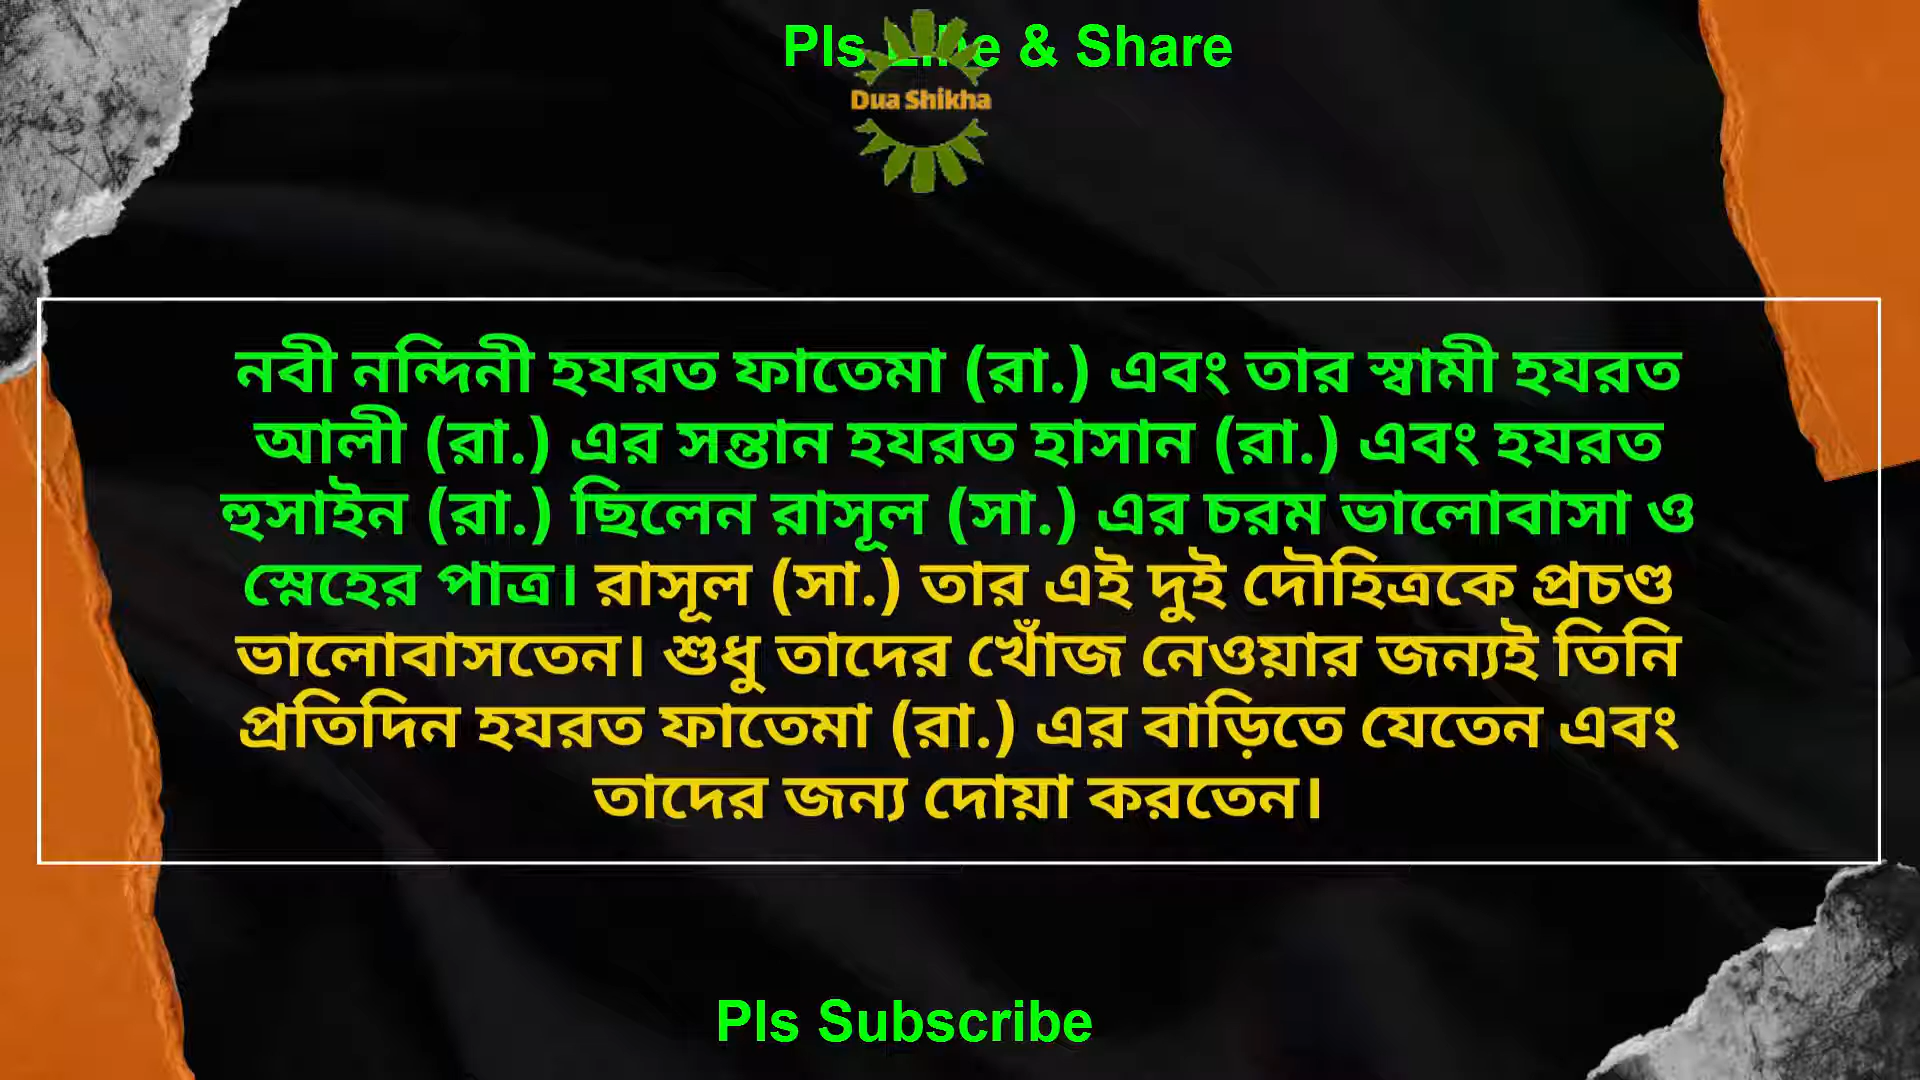 Pls Like & Share
Dua Shikha
নবী নন্দিনী হযরত ফাতেমা (রা.) এবং তার স্বামী হযরত
আলী (রা.) এর সন্তান হযরত হাসান (রা.) এবং হযরত
হুসাইন (রা.) ছিলেন রাসূল (সা.) এর চরম ভালোবাসা ও
স্নেহের পাত্র। রাসূল (সা.) তার এই দুই দৌহিত্রকে প্রচণ্ড
ভালোবাসতেন। শুধু তাদের খোঁজ নেওয়ার জন্যই তিনি
প্রতিদিন হযরত ফাতেমা (রা.) এর বাড়িতে যেতেন এবং
তাদের জন্য দোয়া করতেন।
Pls Subscribe